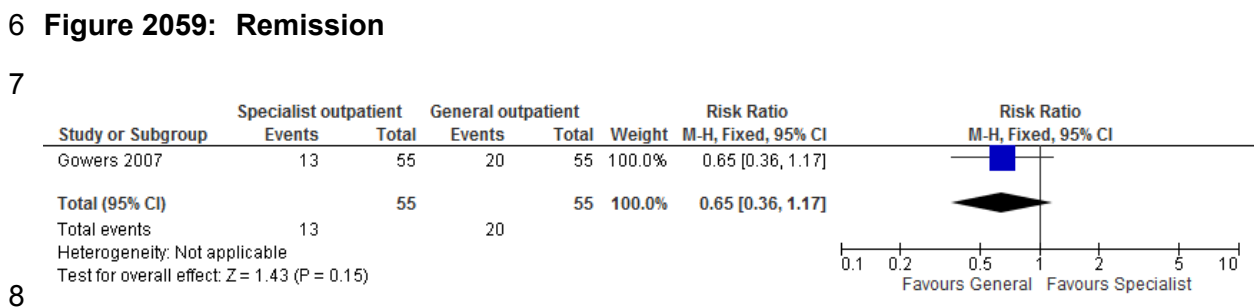 6 Figure 2059: Remission
7
Specialist outpatient General outpatient Risk Ratio Risk Ratio
Study or Subgroup Events Total Events Total Weight M-H, Fixed, 95% CI M-H, Fixed, 95% CI
Gowers 2007 13 55 20 55 100.0% 0.65 [0.36, 1.17]
Total (95% CI) 55 55 100.0% 0.65 [0.36, 1.17]
Total events 13 20
Heterogeneity: Not applicable
Test for overall effect: Z = 1.43 (P = 0.15)
0.1 0.2 0.5 1 2 5 10
Favours General Favours Specialist
8